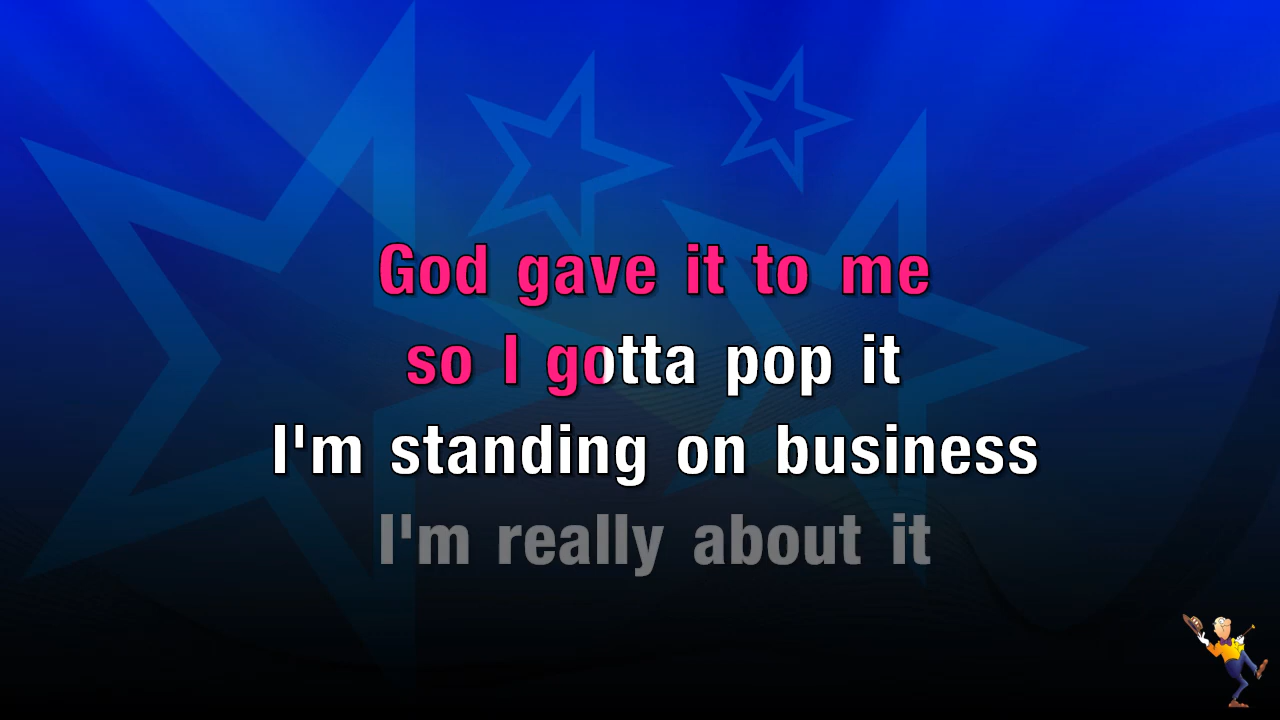 God gave it to me
so I gotta pop it
I'm standing on business
I'm really about it